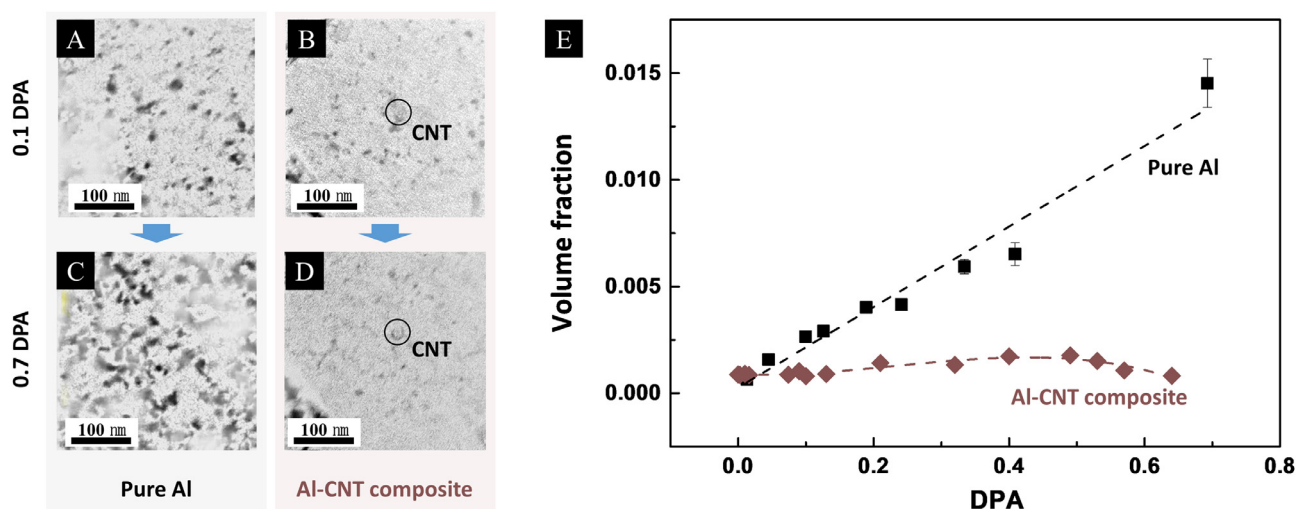 0.1 DPA
A
100 nm
B
CNT
100 nm
0.7 DPA
C
100 nm
D
CNT
100 nm
Pure Al
Al-CNT composite
E
Volume fraction
0.015
0.010
0.005
0.000
Pure Al
Al-CNT composite
0.0 0.2 0.4 0.6 0.8
DPA